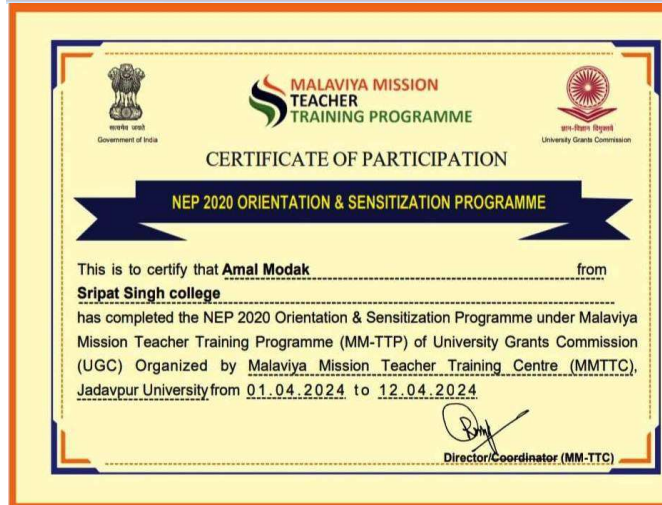 MALAVIYA MISSION
TEACHER
TRAINING PROGRAMME
सत्यमेव जयते
Government of India
ज्ञान-विज्ञान विमुक्तये
University Grants Commission
CERTIFICATE OF PARTICIPATION
NEP 2020 ORIENTATION & SENSITIZATION PROGRAMME
This is to certify that Amal Modak from
Sripat Singh college
has completed the NEP 2020 Orientation & Sensitization Programme under Malaviya
Mission Teacher Training Programme (MM-TTP) of University Grants Commission
(UGC) Organized by Malaviya Mission Teacher Training Centre (MMTTC),
Jadavpur University from 01.04.2024 to 12.04.2024
Director/Coordinator (MM-TTC)